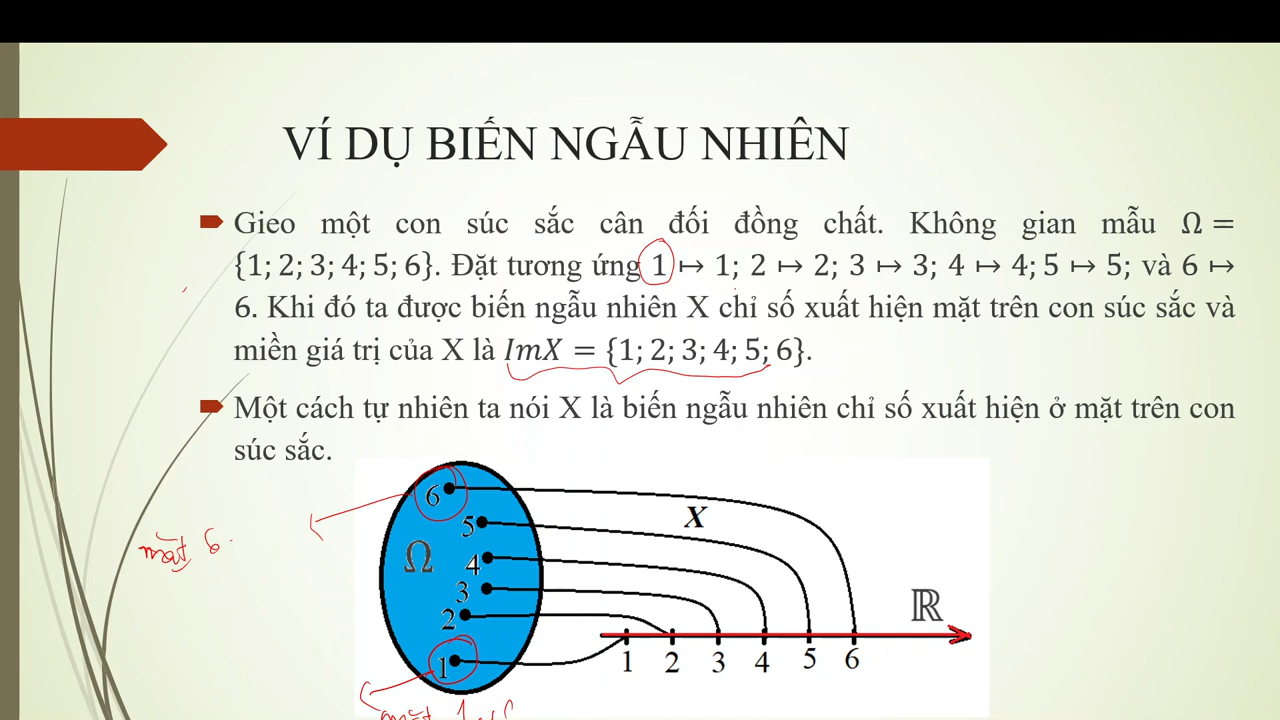 VÍ DỤ BIẾN NGẪU NHIÊN
Gieo một con súc sắc cân đối đồng chất. Không gian mẫu Ω =
{1; 2; 3; 4; 5; 6}. Đặt tương ứng 1 ↦ 1; 2 ↦ 2; 3 ↦ 3; 4 ↦ 4; 5 ↦ 5; và 6 ↦
6. Khi đó ta được biến ngẫu nhiên X chỉ số xuất hiện mặt trên con súc sắc và
miền giá trị của X là ImX = {1; 2; 3; 4; 5; 6}.
Một cách tự nhiên ta nói X là biến ngẫu nhiên chỉ số xuất hiện ở mặt trên con
súc sắc.
6
5
4
3
2
1
Ω
X
ℝ
1 2 3 4 5 6
mặt 6.
mặt 1